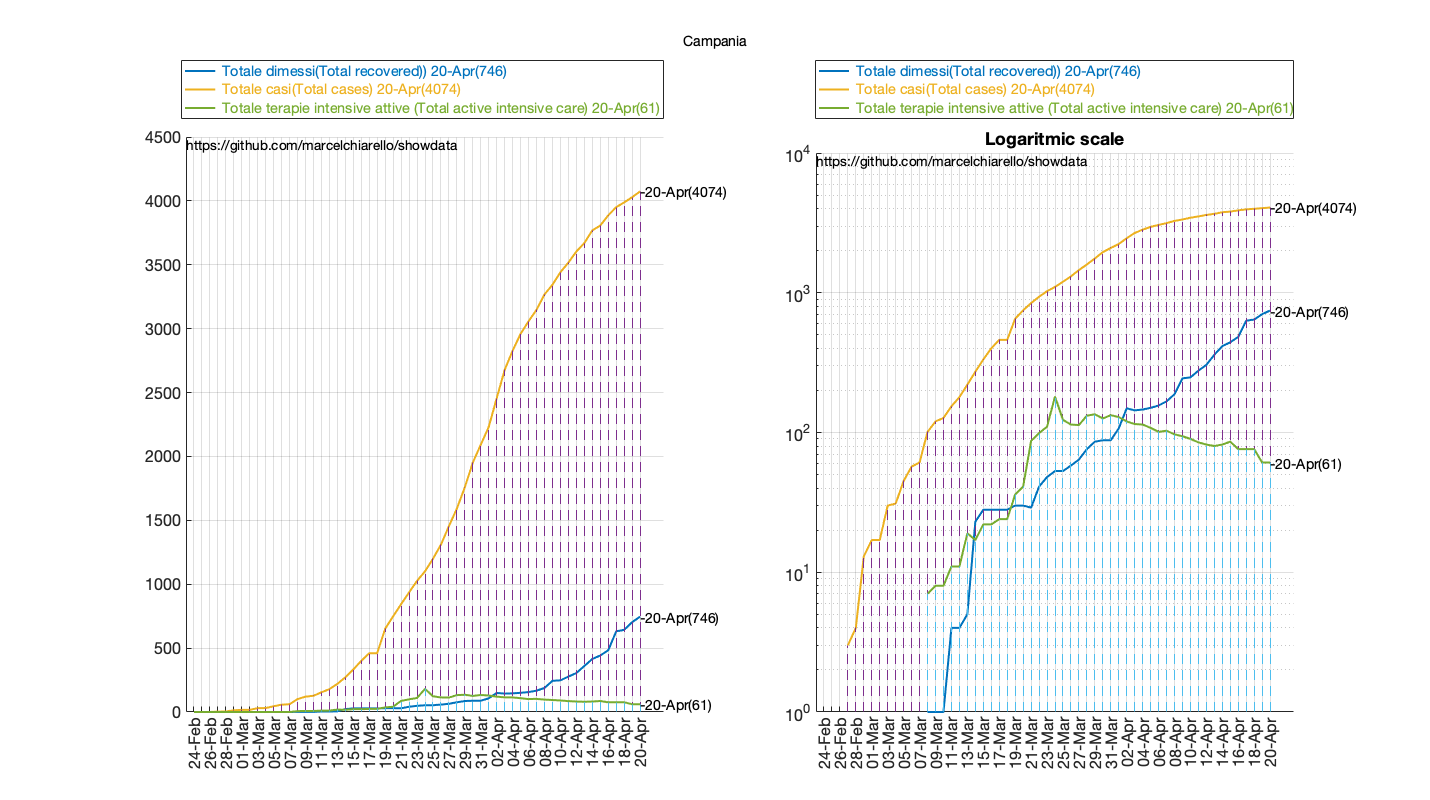 Campania
Totale dimessi(Total recovered)) 20-Apr(746)
Totale casi(Total cases) 20-Apr(4074)
Totale terapie intensive attive (Total active intensive care) 20-Apr(61)
https://github.com/marcelchiarello/showdata
4500
4000
3500
3000
2500
2000
1500
1000
500
0
-20-Apr(4074)
-20-Apr(746)
-20-Apr(61)
24-Feb
26-Feb
28-Feb
01-Mar
03-Mar
05-Mar
07-Mar
09-Mar
11-Mar
13-Mar
15-Mar
17-Mar
19-Mar
21-Mar
23-Mar
25-Mar
27-Mar
29-Mar
31-Mar
02-Apr
04-Apr
06-Apr
08-Apr
10-Apr
12-Apr
14-Apr
16-Apr
18-Apr
20-Apr
Totale dimessi(Total recovered)) 20-Apr(746)
Totale casi(Total cases) 20-Apr(4074)
Totale terapie intensive attive (Total active intensive care) 20-Apr(61)
Logaritmic scale
https://github.com/marcelchiarello/showdata
10^4
10^3
10^2
10^1
10^0
-20-Apr(4074)
-20-Apr(746)
-20-Apr(61)
24-Feb
26-Feb
28-Feb
01-Mar
03-Mar
05-Mar
07-Mar
09-Mar
11-Mar
13-Mar
15-Mar
17-Mar
19-Mar
21-Mar
23-Mar
25-Mar
27-Mar
29-Mar
31-Mar
02-Apr
04-Apr
06-Apr
08-Apr
10-Apr
12-Apr
14-Apr
16-Apr
18-Apr
20-Apr